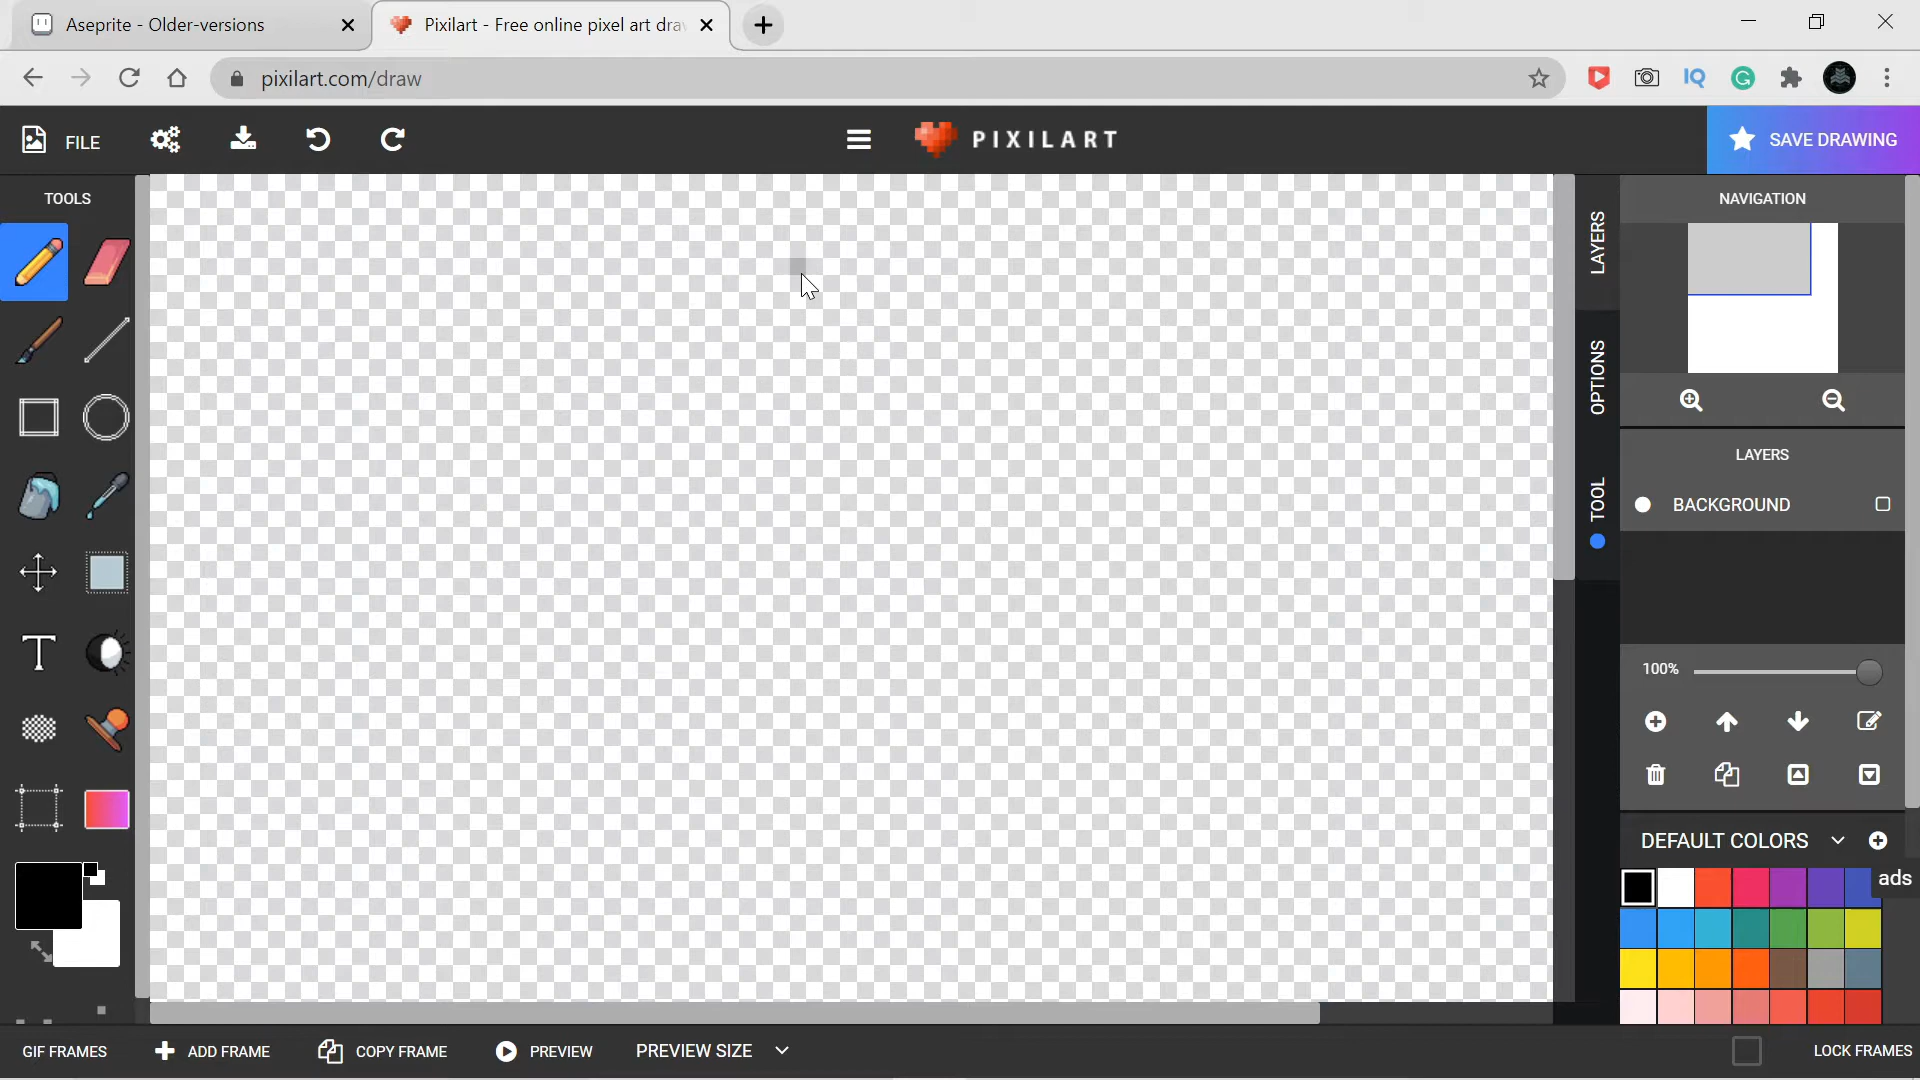 Aseprite - Older-versions
Pixilart - Free online pixel art dra
pixilart.com/draw
IQ
FILE
PIXILART
SAVE DRAWING
TOOLS
NAVIGATION
LAYERS
OPTIONS
TOOL
LAYERS
BACKGROUND
100%
DEFAULT COLORS
ads
GIF FRAMES
ADD FRAME
COPY FRAME
PREVIEW
PREVIEW SIZE
LOCK FRAMES